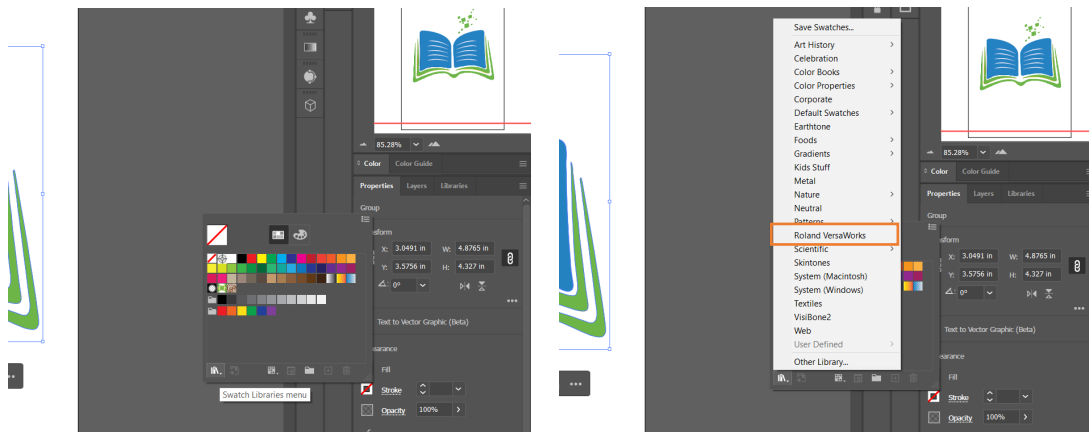 85.28%
Color Color Guide
Properties Layers Libraries
Group
X: 3.0491 in W: 4.8765 in
Y: 3.5756 in H: 4.327 in
0°
Text to Vector Graphic (Beta)
Fill
Stroke
Opacity 100%
Swatch Libraries menu
Save Swatches...
Art History
Celebration
Color Books
Color Properties
Corporate
Default Swatches
Earthtone
Foods
Gradients
Kids Stuff
Metal
Nature
Neutral
Patterns
Roland VersaWorks
Scientific
Skintones
System (Macintosh)
System (Windows)
Textiles
VisiBone2
Web
User Defined
Other Library...
85.28%
Color Color Guide
Properties Layers Libraries
Group
X: 3.0491 in W: 4.8765 in
Y: 3.5756 in H: 4.327 in
0°
Text to Vector Graphic (Beta)
Fill
Stroke
Opacity 100%